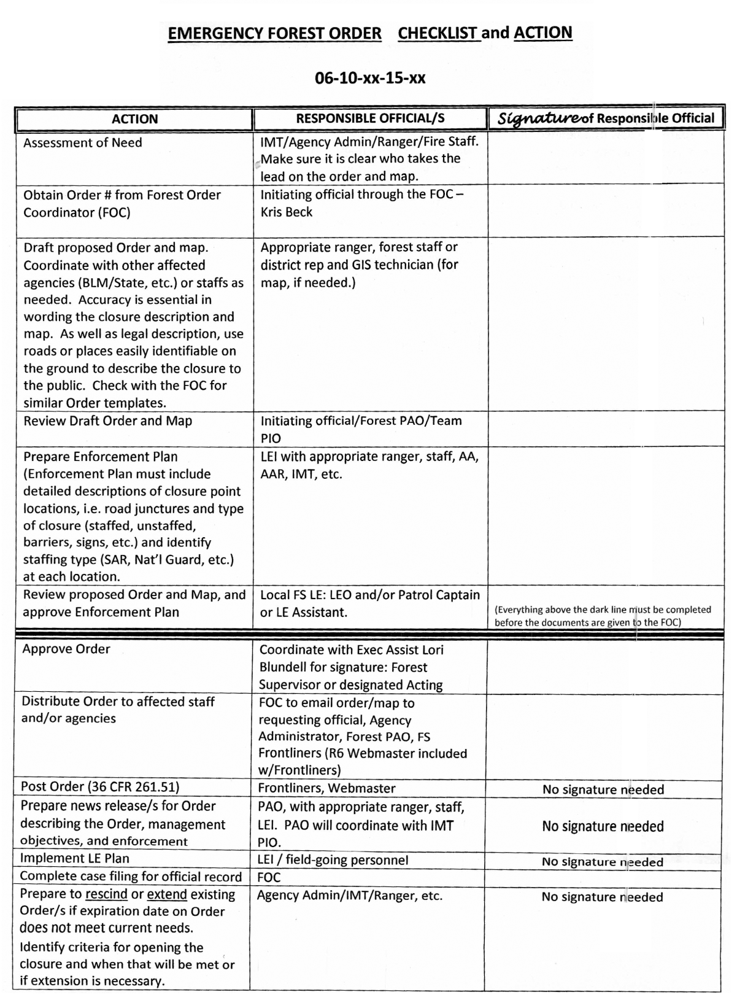 EMERGENCY FOREST ORDER CHECKLIST and ACTION
06-10-xx-15-xx
ACTION
RESPONSIBLE OFFICIAL/S
Signature of Responsible Official
Assessment of Need
IMT/Agency Admin/Ranger/Fire Staff.
Make sure it is clear who takes the
lead on the order and map.
Obtain Order # from Forest Order
Coordinator (FOC)
Initiating official through the FOC –
Kris Beck
Draft proposed Order and map.
Coordinate with other affected
agencies (BLM/State, etc.) or staffs as
needed. Accuracy is essential in
wording the closure description and
map. As well as legal description, use
roads or places easily identifiable on
the ground to describe the closure to
the public. Check with the FOC for
similar Order templates.
Appropriate ranger, forest staff or
district rep and GIS technician (for
map, if needed.)
Review Draft Order and Map
Initiating official/Forest PAO/Team
PIO
Prepare Enforcement Plan
(Enforcement Plan must include
detailed descriptions of closure point
locations, i.e. road junctures and type
of closure (staffed, unstaffed,
barriers, signs, etc.) and identify
staffing type (SAR, Nat'l Guard, etc.)
at each location.
LEI with appropriate ranger, staff, AA,
AAR, IMT, etc.
Review proposed Order and Map, and
approve Enforcement Plan
Local FS LE: LEO and/or Patrol Captain
or LE Assistant.
(Everything above the dark line must be completed
before the documents are given to the FOC)
Approve Order
Coordinate with Exec Assist Lori
Blundell for signature: Forest
Supervisor or designated Acting
Distribute Order to affected staff
and/or agencies
FOC to email order/map to
requesting official, Agency
Administrator, Forest PAO, FS
Frontliners (R6 Webmaster included
w/Frontliners)
Post Order (36 CFR 261.51)
Frontliners, Webmaster
No signature needed
Prepare news release/s for Order
describing the Order, management
objectives, and enforcement
PAO, with appropriate ranger, staff,
LEI. PAO will coordinate with IMT
PIO.
No signature needed
Implement LE Plan
LEI / field-going personnel
No signature needed
Complete case filing for official record
FOC
Prepare to rescind or extend existing
Order/s if expiration date on Order
does not meet current needs.
Identify criteria for opening the
closure and when that will be met or
if extension is necessary.
Agency Admin/IMT/Ranger, etc.
No signature needed